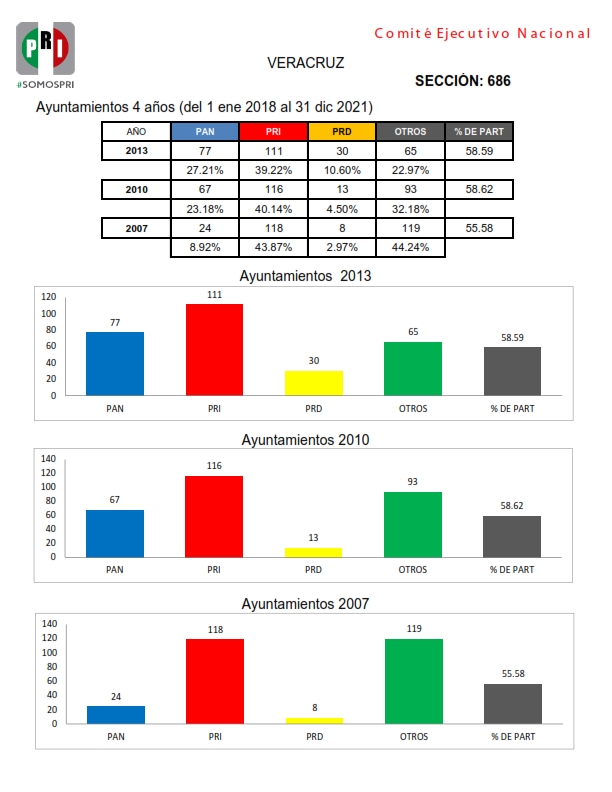 Comité Ejecutivo Nacional
PRI
#SOMOSPRI
VERACRUZ
SECCIÓN: 686
Ayuntamientos 4 años (del 1 ene 2018 al 31 dic 2021)
AÑO PAN PRI PRD OTROS % DE PART
2013 77 111 30 65 58.59
27.21% 39.22% 10.60% 22.97%
2010 67 116 13 93 58.62
23.18% 40.14% 4.50% 32.18%
2007 24 118 8 119 55.58
8.92% 43.87% 2.97% 44.24%
Ayuntamientos 2013
120
100
80
60
40
20
0
77 111 30 65 58.59
PAN PRI PRD OTROS % DE PART
Ayuntamientos 2010
140
120
100
80
60
40
20
0
67 116 13 93 58.62
PAN PRI PRD OTROS % DE PART
Ayuntamientos 2007
140
120
100
80
60
40
20
0
24 118 8 119 55.58
PAN PRI PRD OTROS % DE PART